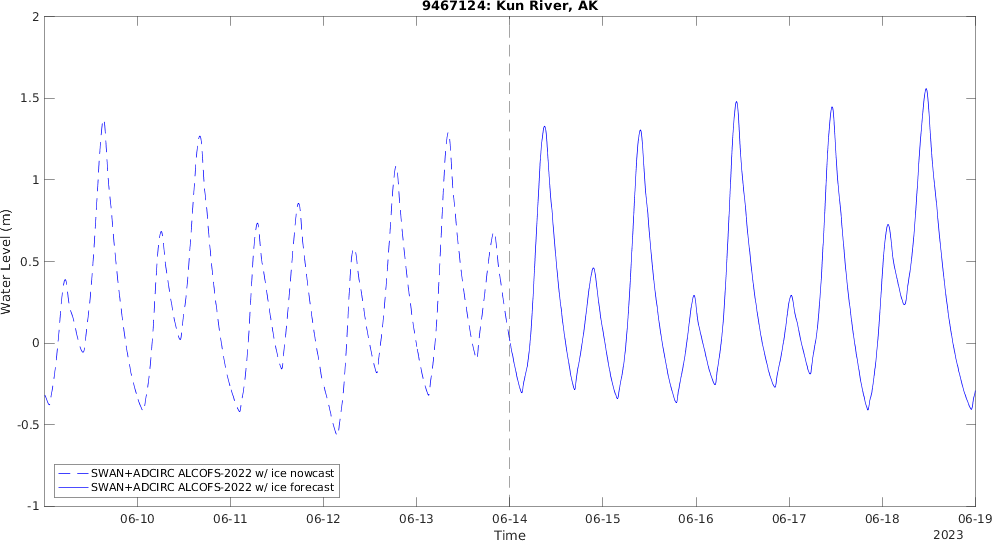 9467124: Kun River, AK
2
1.5
1
0.5
0
-0.5
-1
Water Level (m)
SWAN+ADCIRC ALCOFS-2022 w/ ice nowcast
SWAN+ADCIRC ALCOFS-2022 w/ ice forecast
06-10 06-11 06-12 06-13 06-14 06-15 06-16 06-17 06-18 06-19
Time
2023